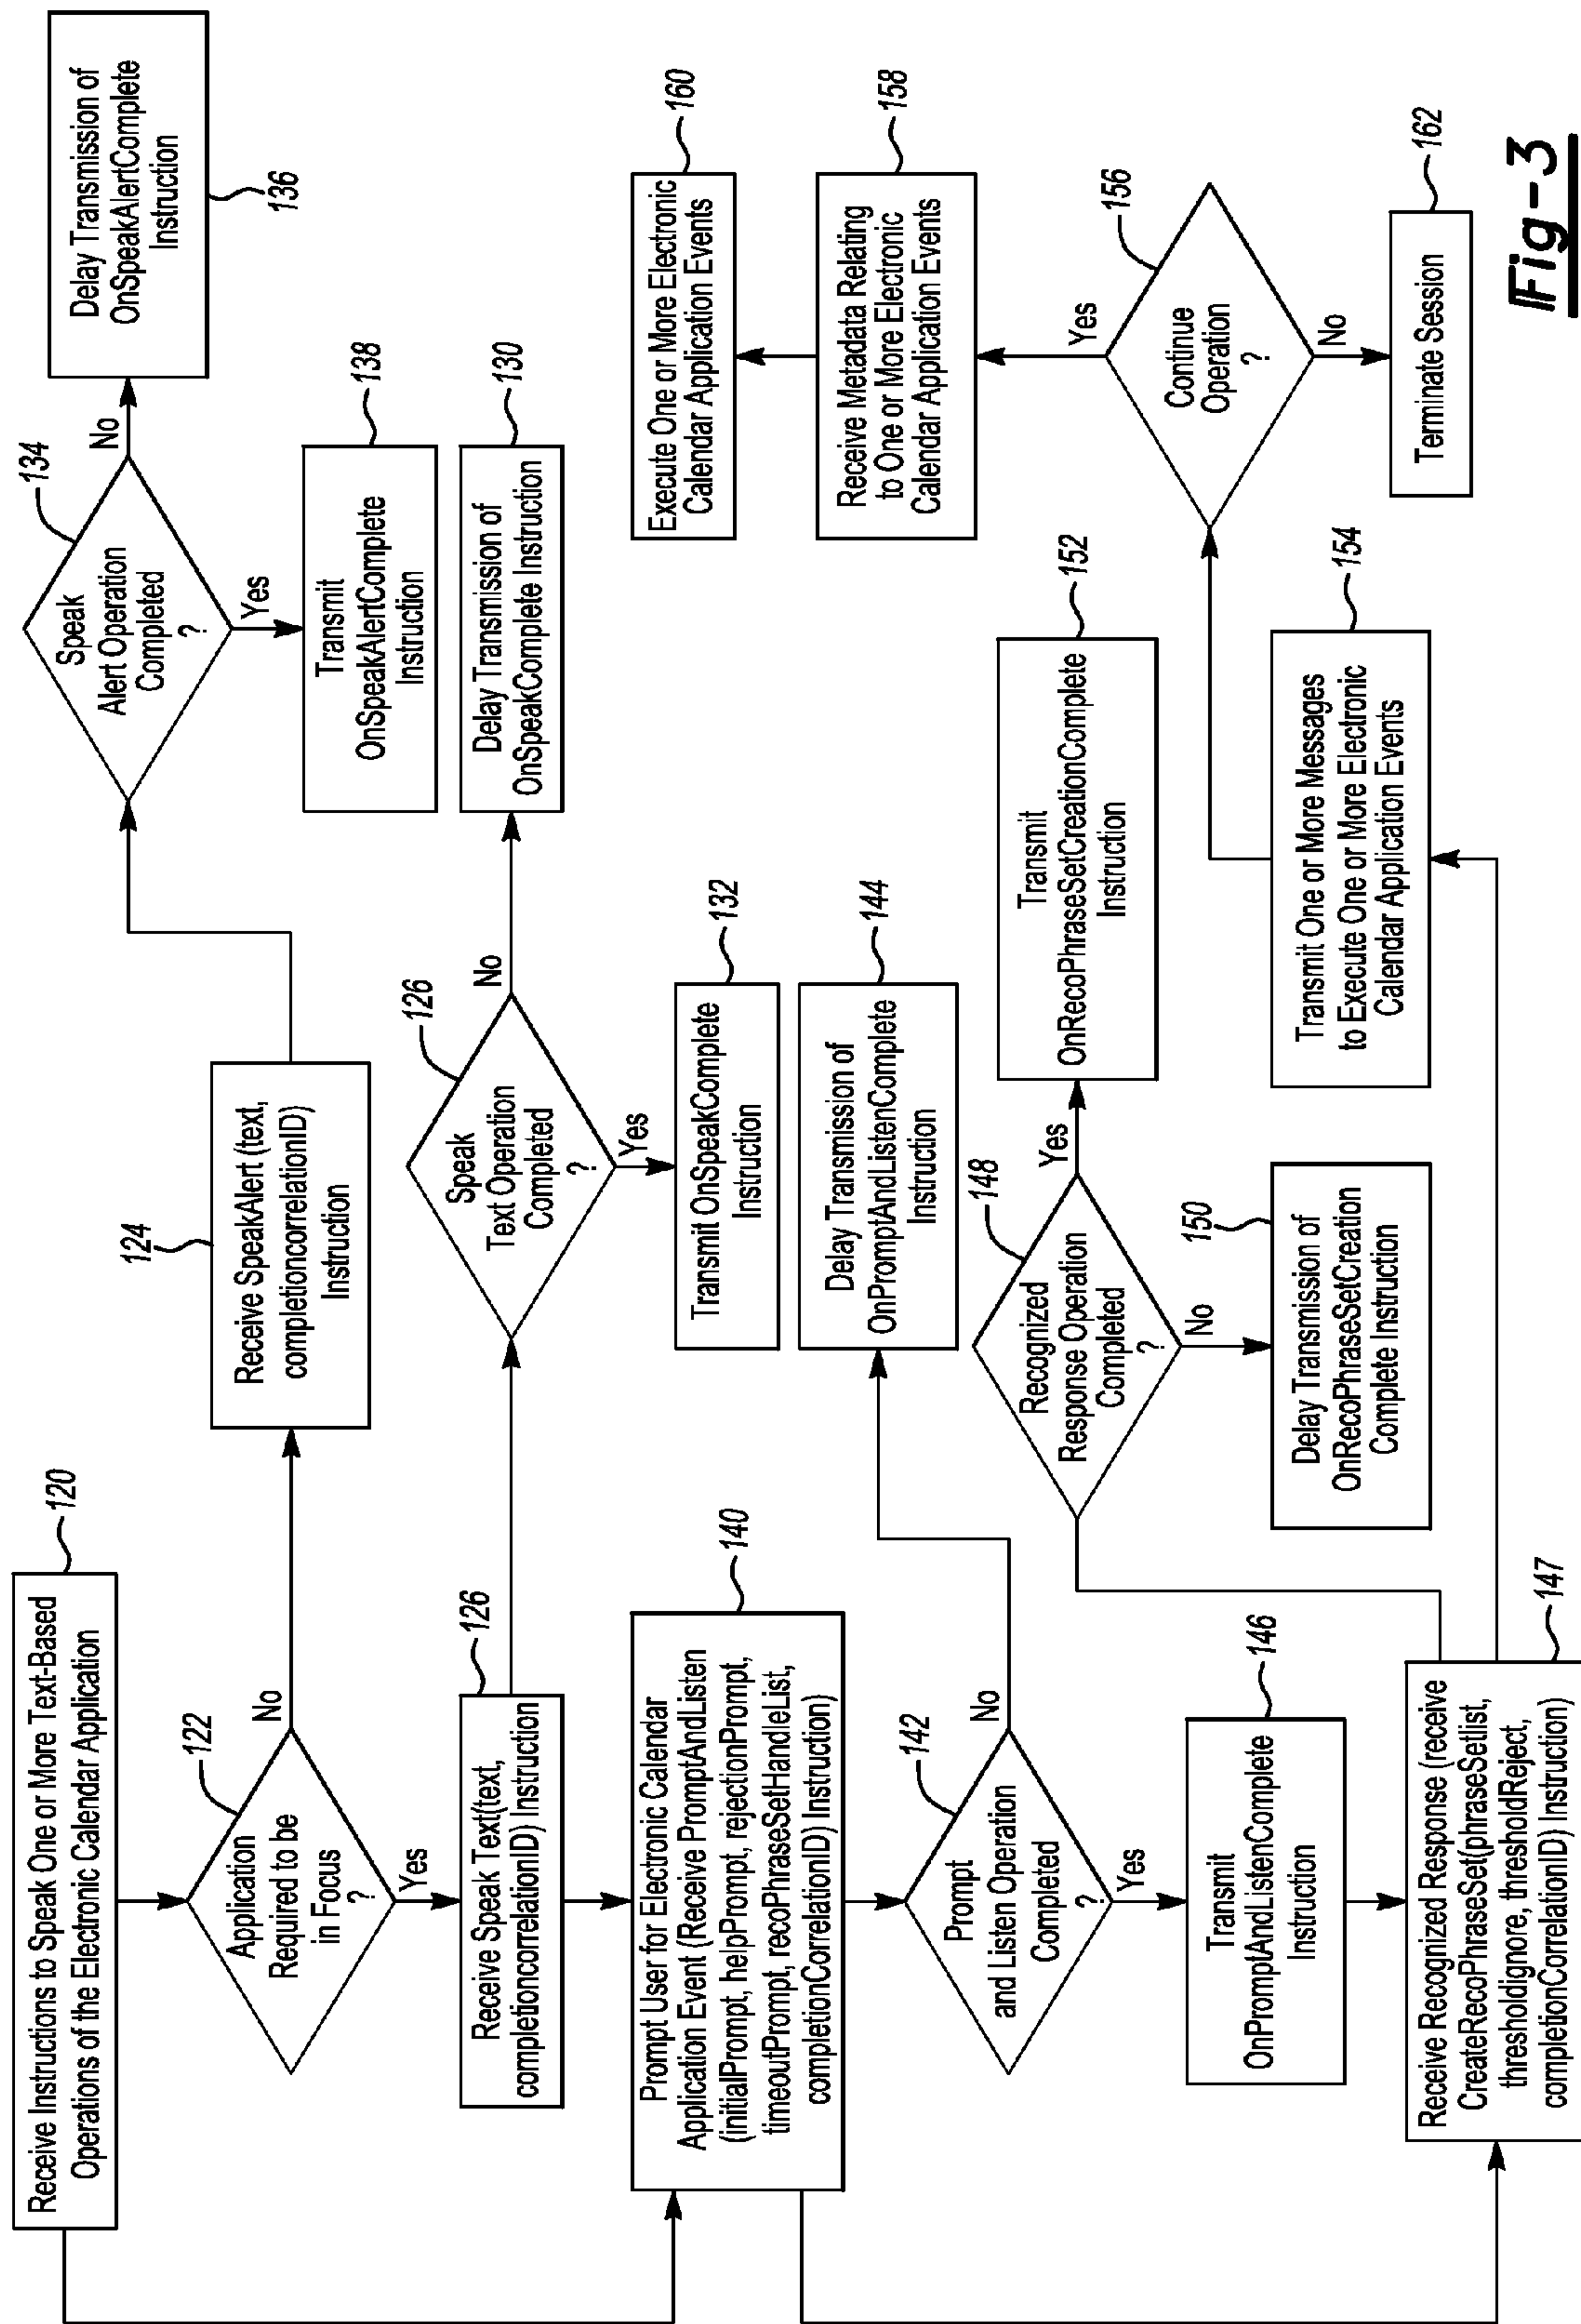 Receive Instructions to Speak One or More Text-Based
Operations of the Electronic Calendar Application
120
Application
Required to be
in Focus
?
122
No
Yes
Receive SpeakAlert (text,
completioncorrelationID)
Instruction
124
Speak
Alert Operation
Completed
?
134
No
Yes
Delay Transmission of
OnSpeakAlertComplete
Instruction
136
Transmit
OnSpeakAlertComplete
Instruction
138
Receive Speak Text(text,
completioncorrelationID) Instruction
126
Speak
Text Operation
Completed
?
126
No
Yes
Delay Transmission of
OnSpeakComplete Instruction
130
Transmit OnSpeakComplete
Instruction
132
Prompt User for Electronic Calendar
Application Event (Receive PromptAndListen
(initialPrompt, helpPrompt, rejectionPrompt,
timeoutPrompt, recoPhraseSetHandleList,
completionCorrelationID) Instruction)
140
Prompt
and Listen Operation
Completed
?
142
No
Yes
Delay Transmission of
OnPromptAndListenComplete
Instruction
144
Transmit
OnPromptAndListenComplete
Instruction
146
Receive Recognized Response (receive
CreateRecoPhraseSet(phraseSetlist,
thresholdignore, thresholdReject,
completionCorrelationID) Instruction)
147
Recognized
Response Operation
Completed
?
148
Yes
No
Transmit
OnRecoPhraseSetCreationComplete
Instruction
152
Delay Transmission of
OnRecoPhraseSetCreation
Complete Instruction
150
Transmit One or More Messages
to Execute One or More Electronic
Calendar Application Events
154
Continue
Operation
?
156
Yes
No
Receive Metadata Relating
to One or More Electronic
Calendar Application Events
158
Execute One or More Electronic
Calendar Application Events
160
Terminate Session
162
Fig-3